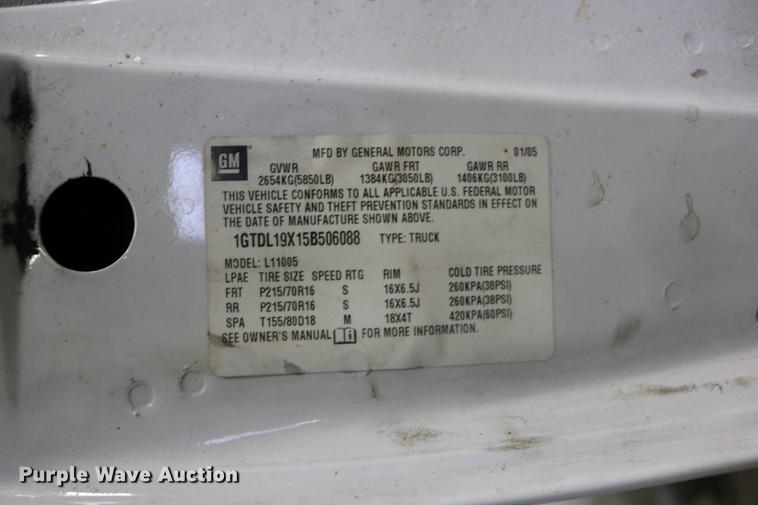 GM MFD BY GENERAL MOTORS CORP. 01/05
GVWR GAWR FRT GAWR RR
2654KG(5850LB) 1384KG(3050LB) 1406KG(3100LB)
THIS VEHICLE CONFORMS TO ALL APPLICABLE U.S. FEDERAL MOTOR
VEHICLE SAFETY AND THEFT PREVENTION STANDARDS IN EFFECT ON
THE DATE OF MANUFACTURE SHOWN ABOVE.
1GTDL19X15B506088 TYPE: TRUCK
MODEL: L11005
LPAE TIRE SIZE SPEED RTG RIM COLD TIRE PRESSURE
FRT P215/70R16 S 16X6.5J 260KPA(38PSI)
RR P215/70R16 S 16X6.5J 260KPA(38PSI)
SPA T155/80D18 M 18X4T 420KPA(60PSI)
SEE OWNER'S MANUAL FOR MORE INFORMATION.
Purple Wave Auction